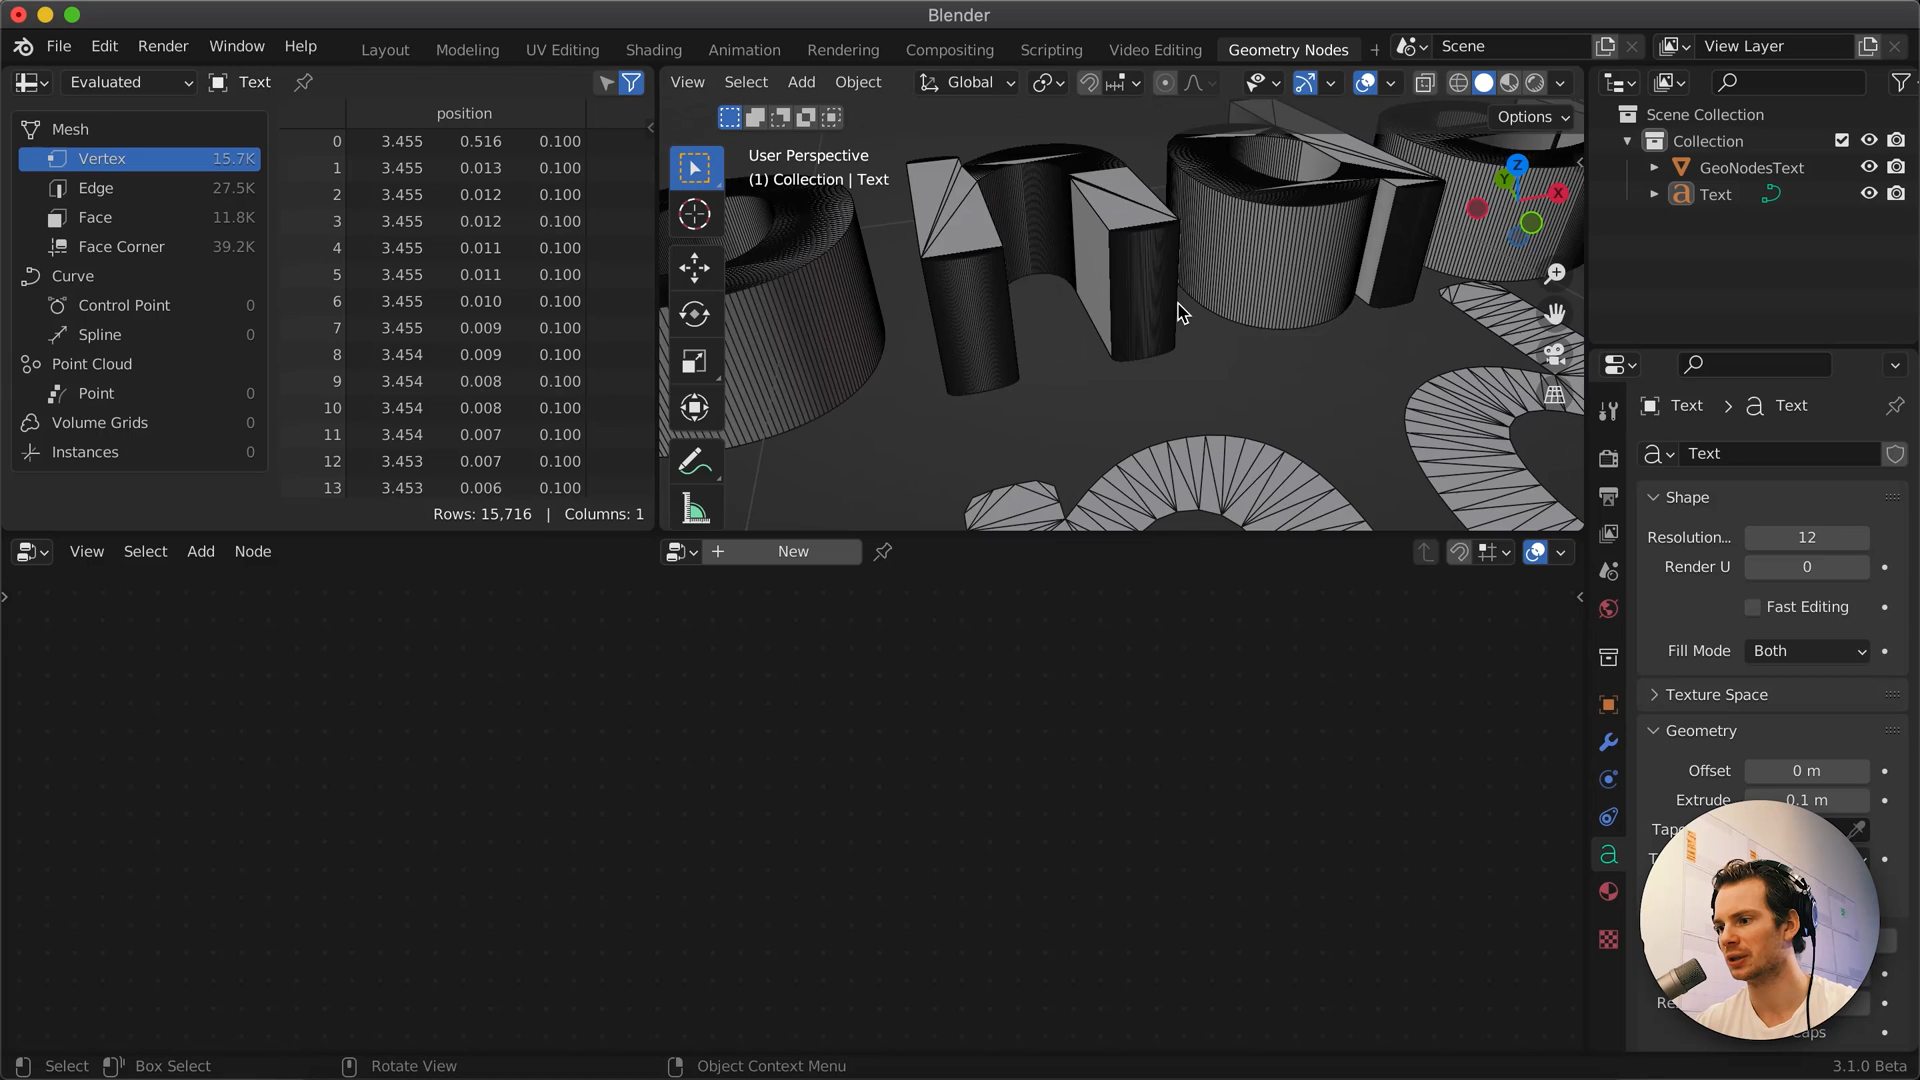 Blender
File Edit Render Window Help
Layout Modeling UV Editing Shading Animation Rendering Compositing Scripting Video Editing Geometry Nodes +
Scene
View Layer
Evaluated
Text
View Select Add Object
Global
Options
User Perspective
(1) Collection | Text
Z
Y
X
Scene Collection
Collection
GeoNodesText
Text
Mesh
Vertex 15.7K
Edge 27.5K
Face 11.8K
Face Corner 39.2K
Curve
Control Point 0
Spline 0
Point Cloud
Point 0
Volume Grids 0
Instances 0
position
0 3.455 0.516 0.100
1 3.455 0.013 0.100
2 3.455 0.012 0.100
3 3.455 0.012 0.100
4 3.455 0.011 0.100
5 3.455 0.011 0.100
6 3.455 0.010 0.100
7 3.455 0.009 0.100
8 3.454 0.009 0.100
9 3.454 0.008 0.100
10 3.454 0.008 0.100
11 3.454 0.007 0.100
12 3.453 0.007 0.100
13 3.453 0.006 0.100
Rows: 15,716 | Columns: 1
View Select Add Node
+ New
Text > Text
Text
Shape
Resolution... 12
Render U 0
Fast Editing
Fill Mode Both
Texture Space
Geometry
Offset 0 m
Extrude 0.1 m
Select Box Select Rotate View Object Context Menu
3.1.0 Beta